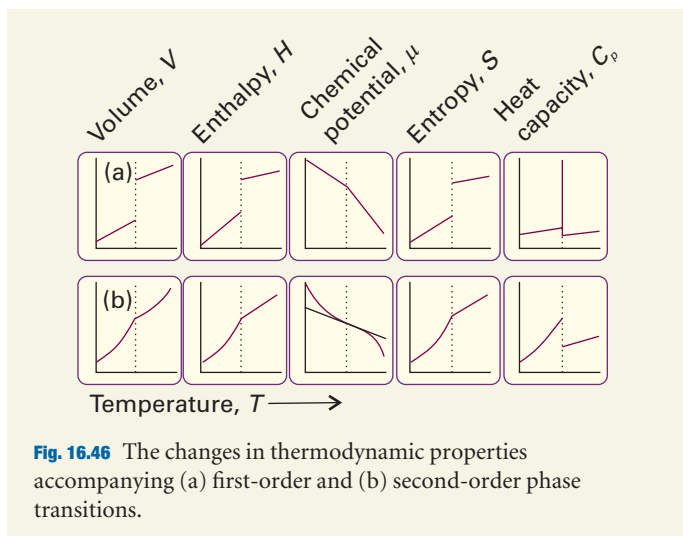 Volume, V
Enthalpy, H
Chemical
potential, μ
Entropy, S
Heat
capacity, Cₚ
(a)
(b)
Temperature, T
Fig. 16.46 The changes in thermodynamic properties
accompanying (a) first-order and (b) second-order phase
transitions.